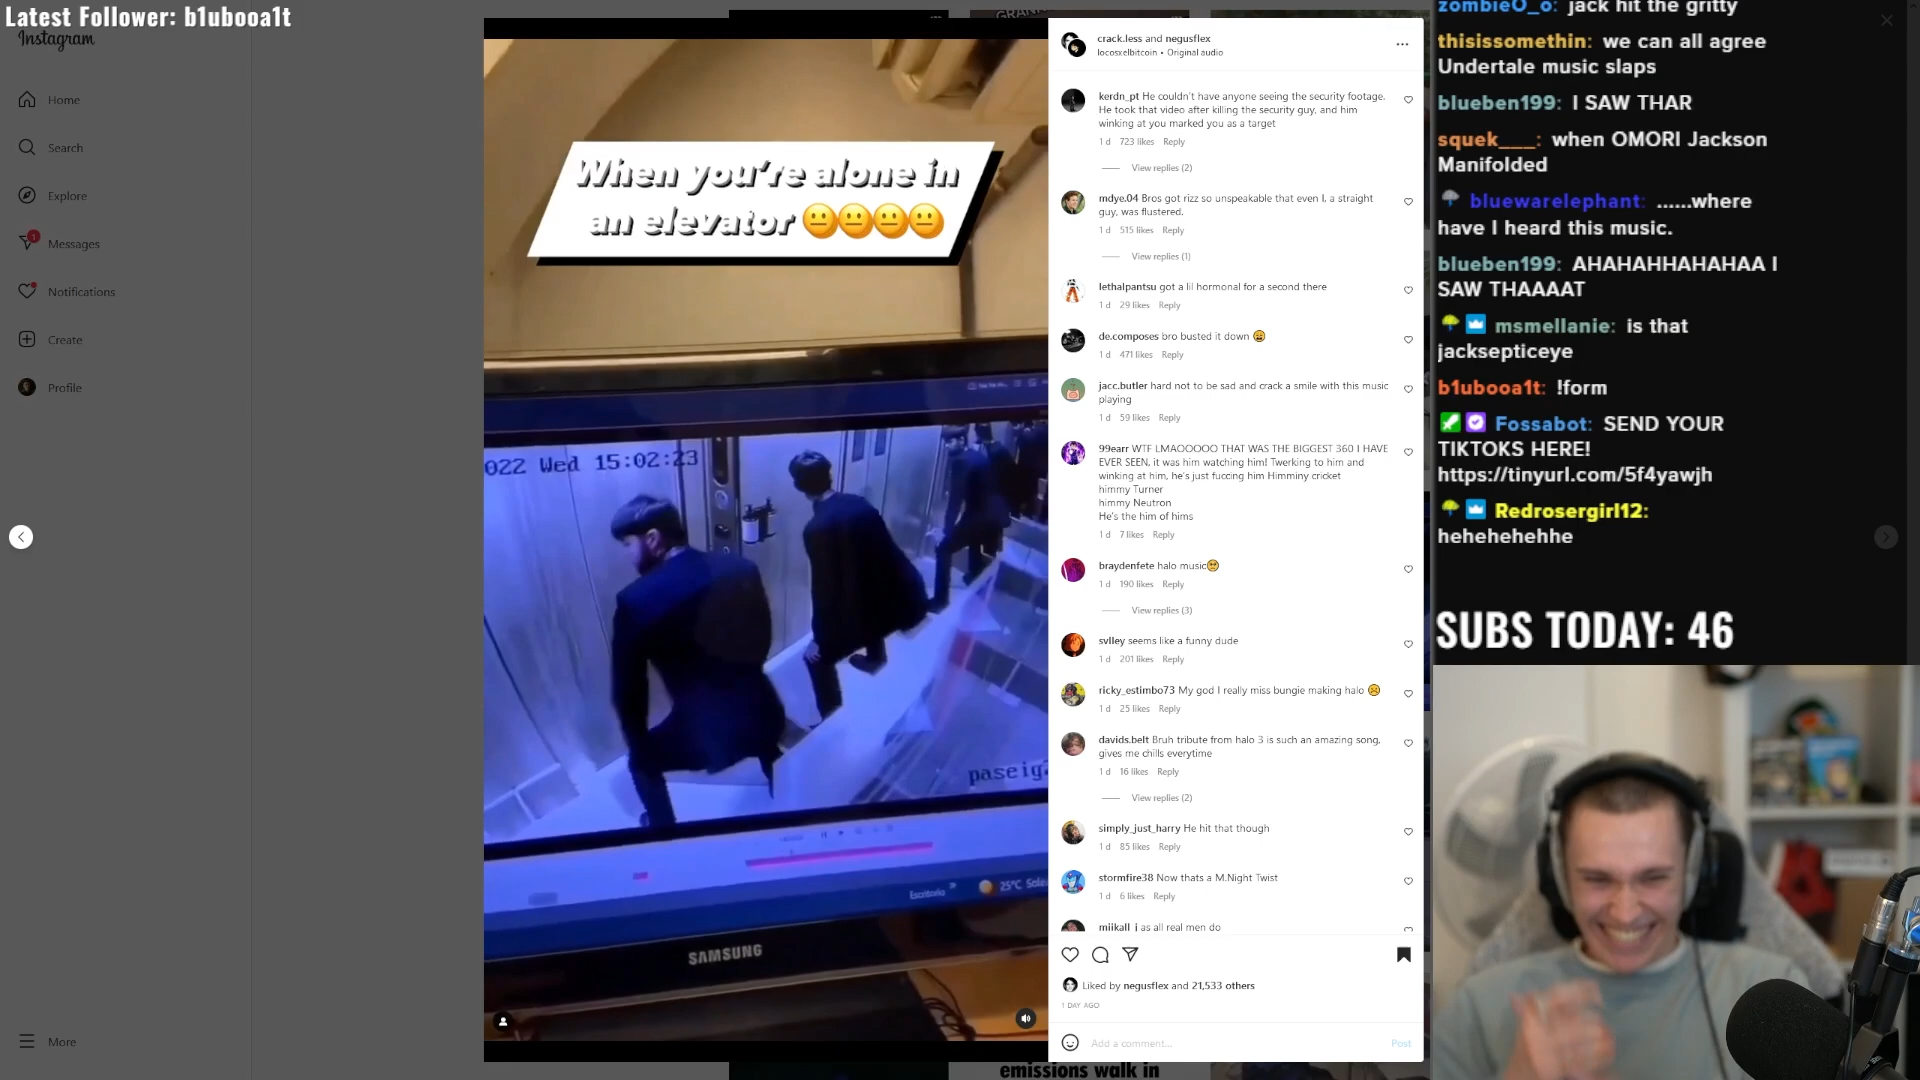 Latest Follower: b1ubooa1t
Instagram
Home
Search
Explore
1
Messages
Notifications
Create
Profile
More
When you're alone in
an elevator 😐😐😐😐
022 Wed 15:02:23
paseig
Escritorio
25°C
SAMSUNG
crack.less and negusflex
locosxelbitcoin • Original audio
kerdn_pt He couldn't have anyone seeing the security footage.
He took that video after killing the security guy, and him
winking at you marked you as a target
1 d 723 likes Reply
View replies (2)
mdye.04 Bros got rizz so unspeakable that even I, a straight
guy, was flustered.
1 d 515 likes Reply
View replies (1)
lethalpantsu got a lil hormonal for a second there
1 d 29 likes Reply
de.composes bro busted it down 😩
1 d 471 likes Reply
jacc.butler hard not to be sad and crack a smile with this music
playing
1 d 59 likes Reply
99earr WTF LMAOOOOO THAT WAS THE BIGGEST 360 I HAVE
EVER SEEN, it was him watching him! Twerking to him and
winking at him, he's just fuccing him Himminy cricket
himmy Turner
himmy Neutron
He's the him of hims
1 d 7 likes Reply
braydenfete halo music🥹
1 d 190 likes Reply
View replies (3)
svlley seems like a funny dude
1 d 201 likes Reply
ricky_estimbo73 My god I really miss bungie making halo ☹️
1 d 25 likes Reply
davids.belt Bruh tribute from halo 3 is such an amazing song,
gives me chills everytime
1 d 16 likes Reply
View replies (2)
simply_just_harry He hit that though
1 d 85 likes Reply
stormfire38 Now thats a M.Night Twist
1 d 6 likes Reply
miikall_j as all real men do
Liked by negusflex and 21,533 others
1 DAY AGO
Add a comment...
Post
emissions walk in
zombieO_o: jack hit the gritty
thisissomethin: we can all agree
Undertale music slaps
blueben199: I SAW THAR
squek___: when OMORI Jackson
Manifolded
bluewarelephant: ......where
have I heard this music.
blueben199: AHAHAHHAHAHAA I
SAW THAAAAT
msmellanie: is that
jacksepticeye
b1ubooa1t: !form
Fossabot: SEND YOUR
TIKTOKS HERE!
https://tinyurl.com/5f4yawjh
Redrosergirl12:
hehehehehhe
SUBS TODAY: 46